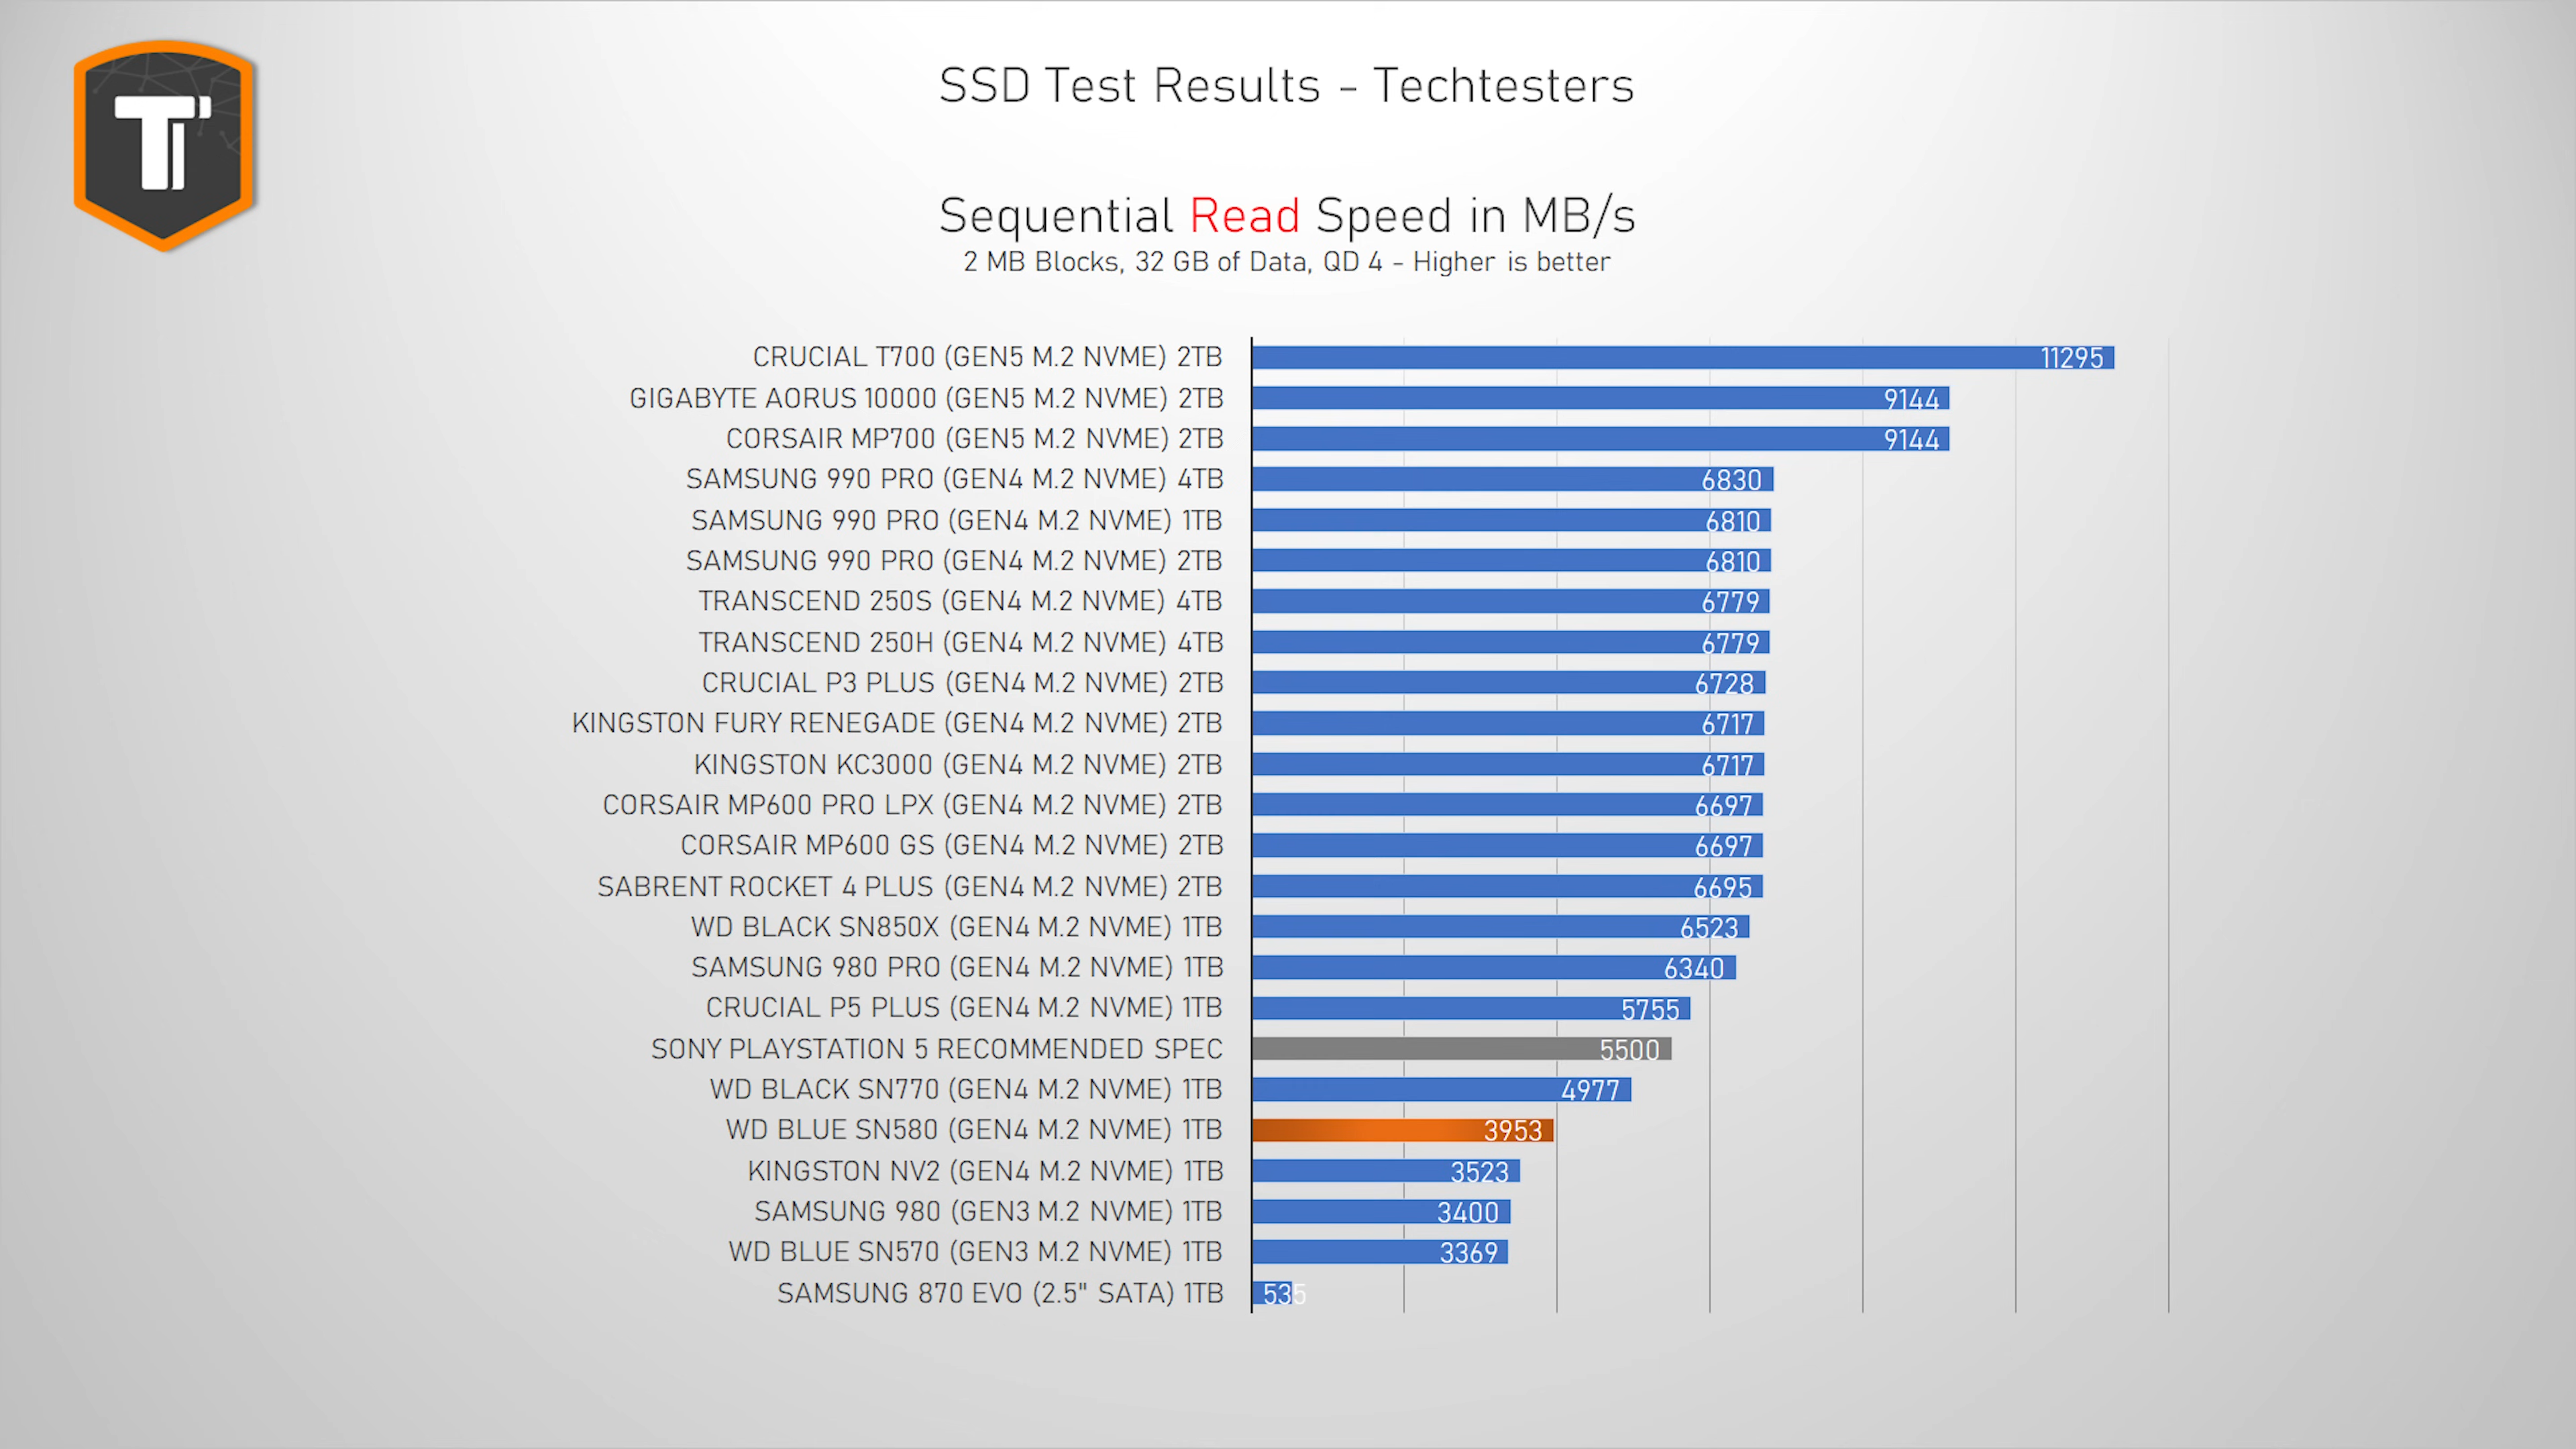 SSD Test Results - Techtesters
Sequential Read Speed in MB/s
2 MB Blocks, 32 GB of Data, QD 4 - Higher is better
CRUCIAL T700 (GEN5 M.2 NVME) 2TB 11295
GIGABYTE AORUS 10000 (GEN5 M.2 NVME) 2TB 9144
CORSAIR MP700 (GEN5 M.2 NVME) 2TB 9144
SAMSUNG 990 PRO (GEN4 M.2 NVME) 4TB 6830
SAMSUNG 990 PRO (GEN4 M.2 NVME) 1TB 6810
SAMSUNG 990 PRO (GEN4 M.2 NVME) 2TB 6810
TRANSCEND 250S (GEN4 M.2 NVME) 4TB 6779
TRANSCEND 250H (GEN4 M.2 NVME) 4TB 6779
CRUCIAL P3 PLUS (GEN4 M.2 NVME) 2TB 6728
KINGSTON FURY RENEGADE (GEN4 M.2 NVME) 2TB 6717
KINGSTON KC3000 (GEN4 M.2 NVME) 2TB 6717
CORSAIR MP600 PRO LPX (GEN4 M.2 NVME) 2TB 6697
CORSAIR MP600 GS (GEN4 M.2 NVME) 2TB 6697
SABRENT ROCKET 4 PLUS (GEN4 M.2 NVME) 2TB 6695
WD BLACK SN850X (GEN4 M.2 NVME) 1TB 6523
SAMSUNG 980 PRO (GEN4 M.2 NVME) 1TB 6340
CRUCIAL P5 PLUS (GEN4 M.2 NVME) 1TB 5755
SONY PLAYSTATION 5 RECOMMENDED SPEC 5500
WD BLACK SN770 (GEN4 M.2 NVME) 1TB 4977
WD BLUE SN580 (GEN4 M.2 NVME) 1TB 3953
KINGSTON NV2 (GEN4 M.2 NVME) 1TB 3523
SAMSUNG 980 (GEN3 M.2 NVME) 1TB 3400
WD BLUE SN570 (GEN3 M.2 NVME) 1TB 3369
SAMSUNG 870 EVO (2.5" SATA) 1TB 535